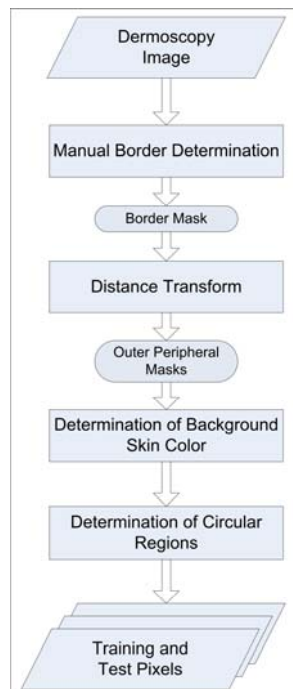 Dermoscopy
Image
Manual Border Determination
Border Mask
Distance Transform
Outer Peripheral
Masks
Determination of Background
Skin Color
Determination of Circular
Regions
Training and
Test Pixels